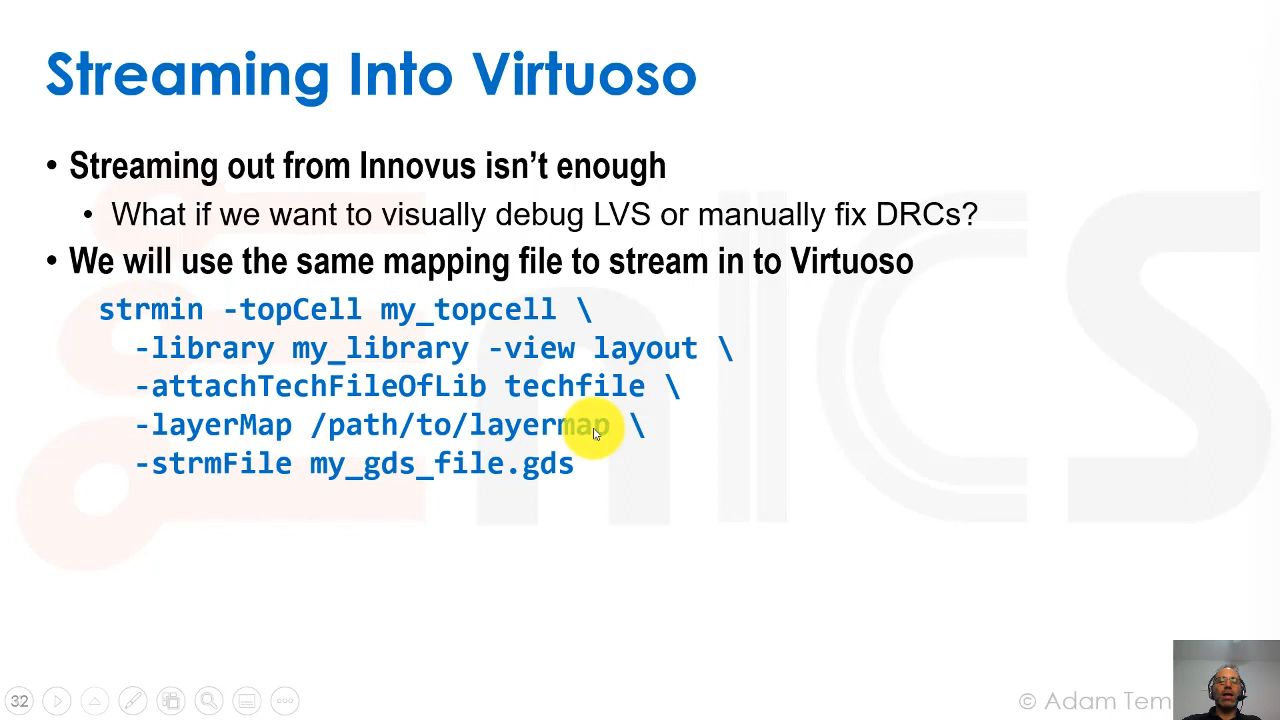 Streaming Into Virtuoso
• Streaming out from Innovus isn’t enough
• What if we want to visually debug LVS or manually fix DRCs?
• We will use the same mapping file to stream in to Virtuoso
strmin -topCell my_topcell \
-library my_library -view layout \
-attachTechFileOfLib techfile \
-layerMap /path/to/layermap \
-strmFile my_gds_file.gds
32
© Adam Tem